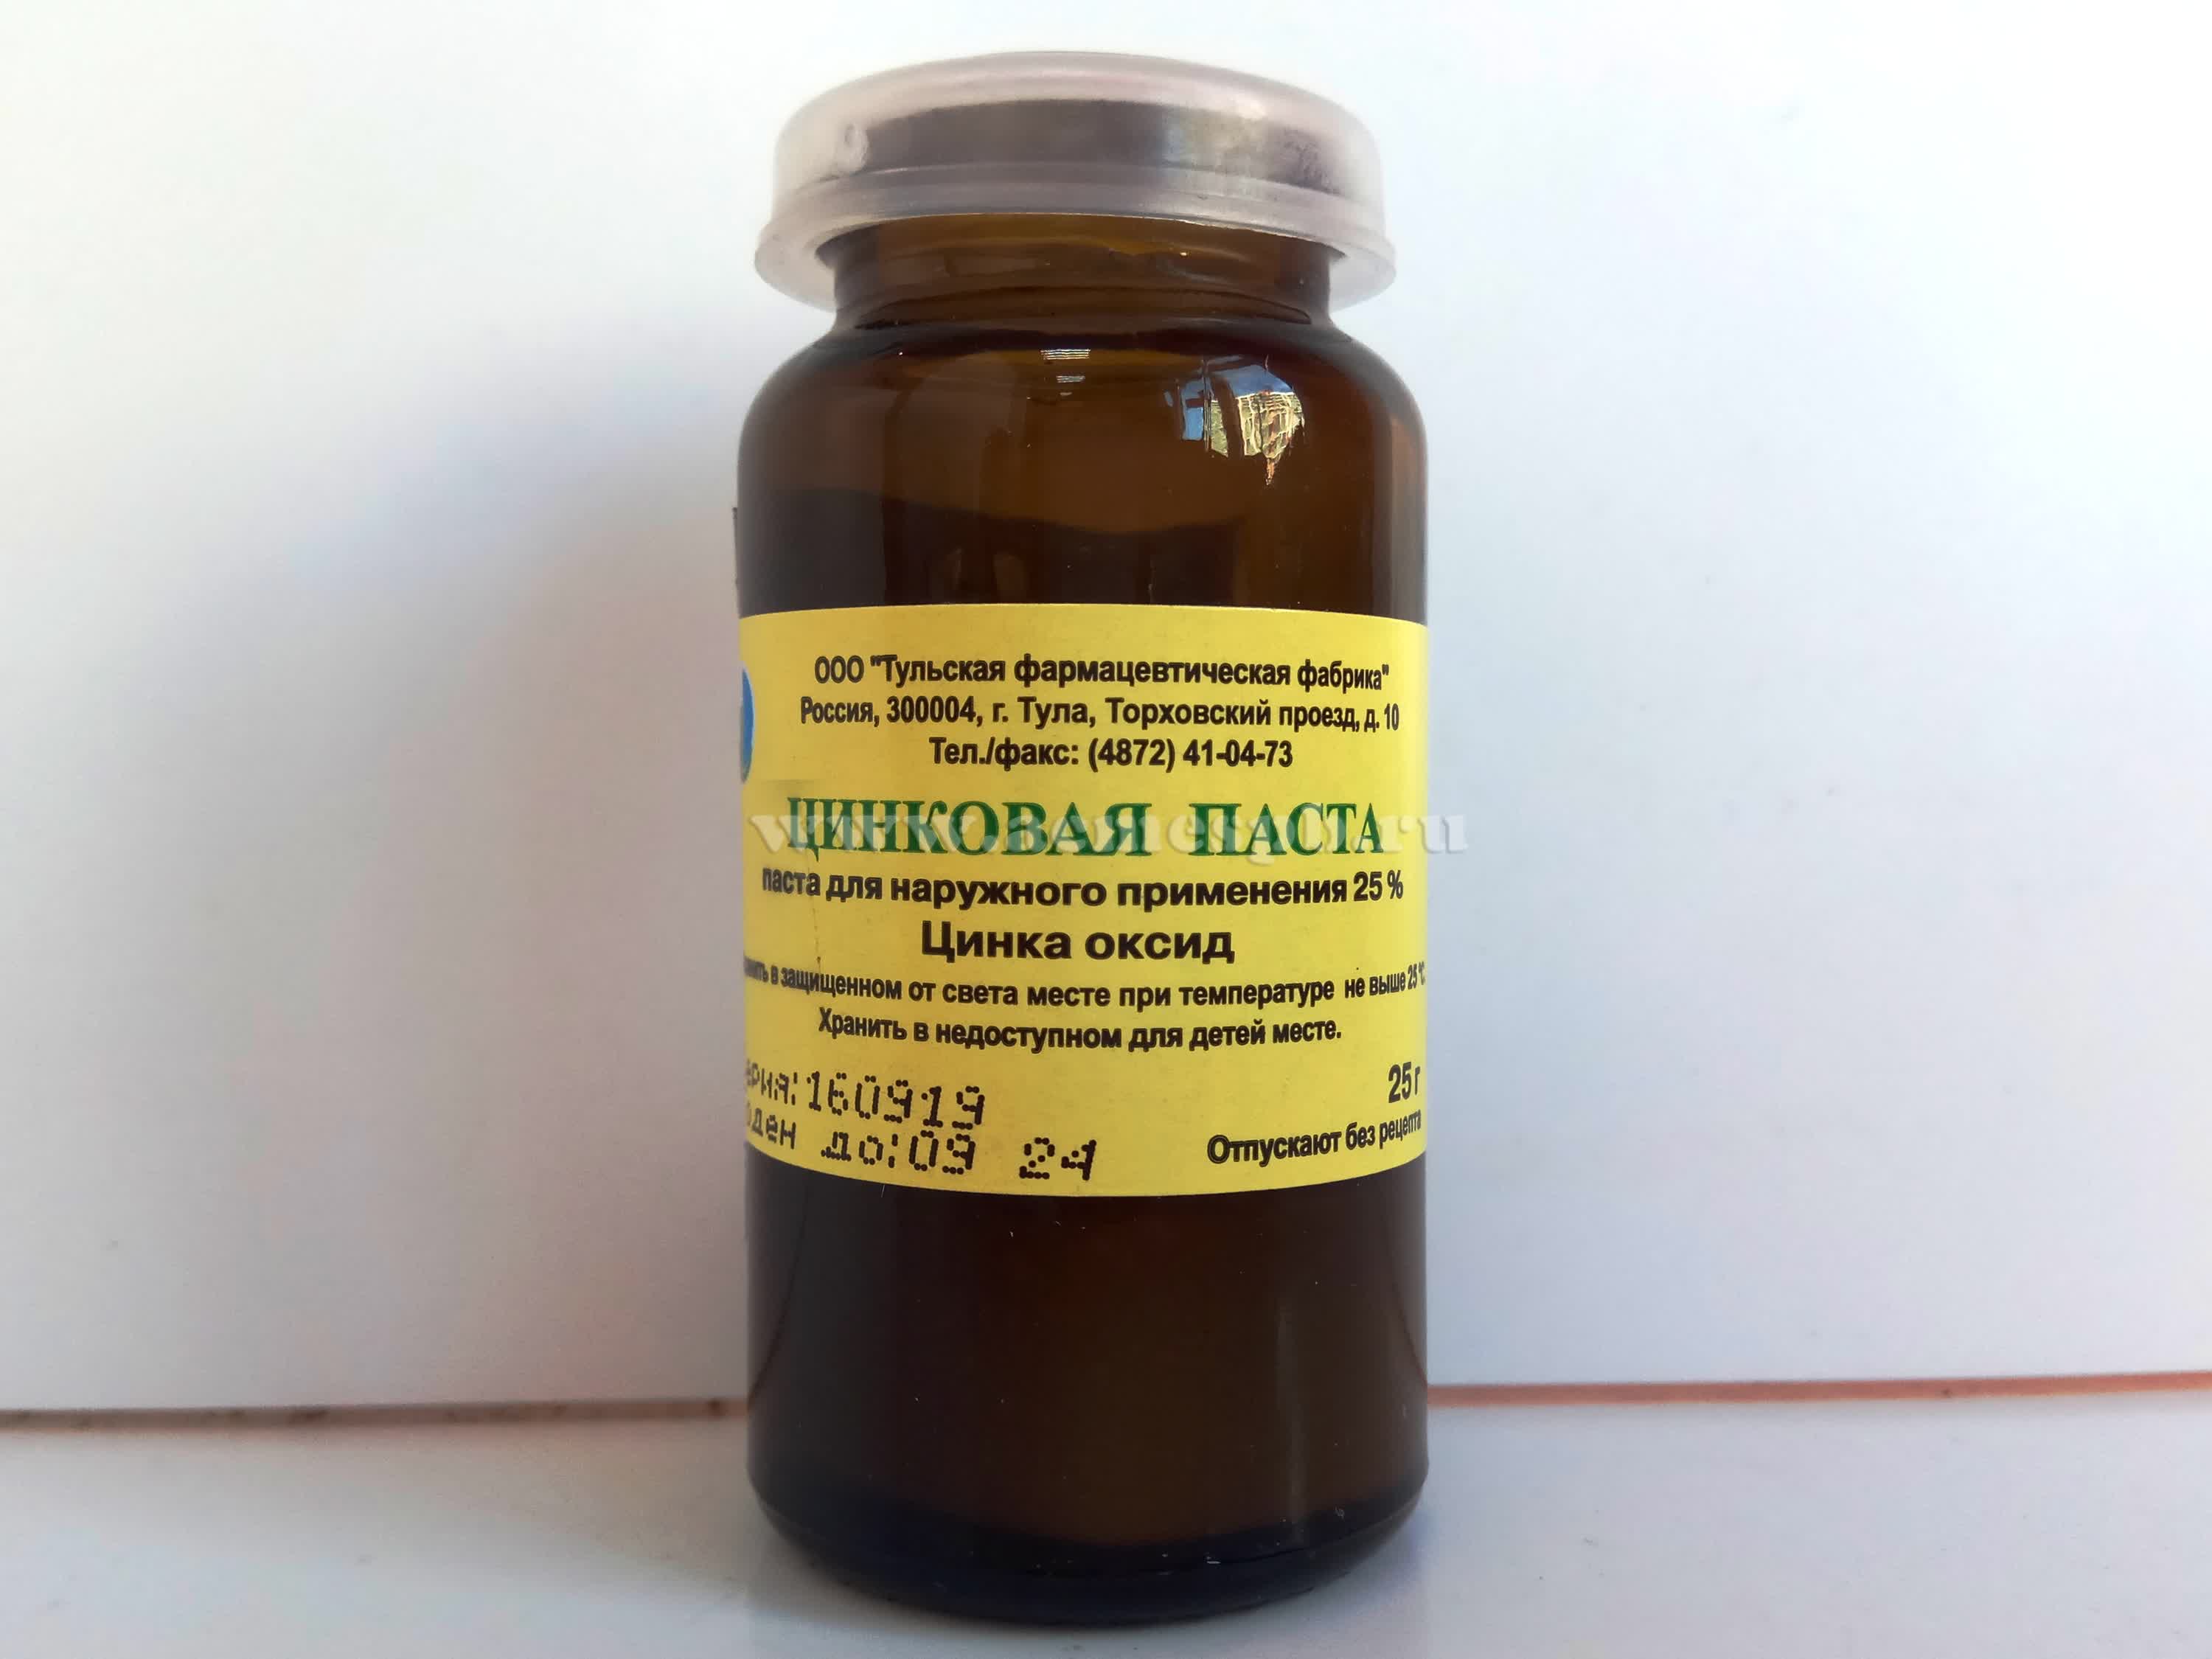 ООО "Тульская фармацевтическая фабрика"
Россия, 300004, г. Тула, Торховский проезд, д. 10
Тел./факс: (4872) 41-04-73
ЦИНКОВАЯ ПАСТА
паста для наружного применения 25 %
Цинка оксид
в защищенном от света месте при температуре не выше 25 °С.
Хранить в недоступном для детей месте.
160919
25 г
до:09 24
Отпускают без рецепта